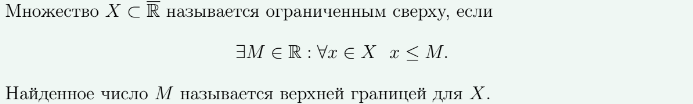 Множество X ⊂ ℝ̅ называется ограниченным сверху, если
∃M ∈ ℝ : ∀x ∈ X x ≤ M.
Найденное число M называется верхней границей для X.